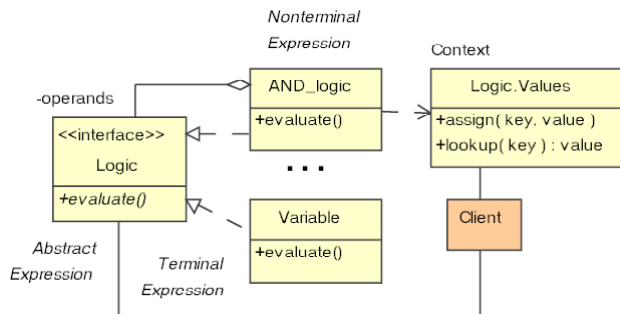 Nonterminal
Expression
Context
AND_logic
+evaluate()
Logic.Values
+assign( key, value )
+lookup( key ) : value
-operands
<<interface>>
Logic
+evaluate()
...
Variable
+evaluate()
Client
Abstract
Expression
Terminal
Expression